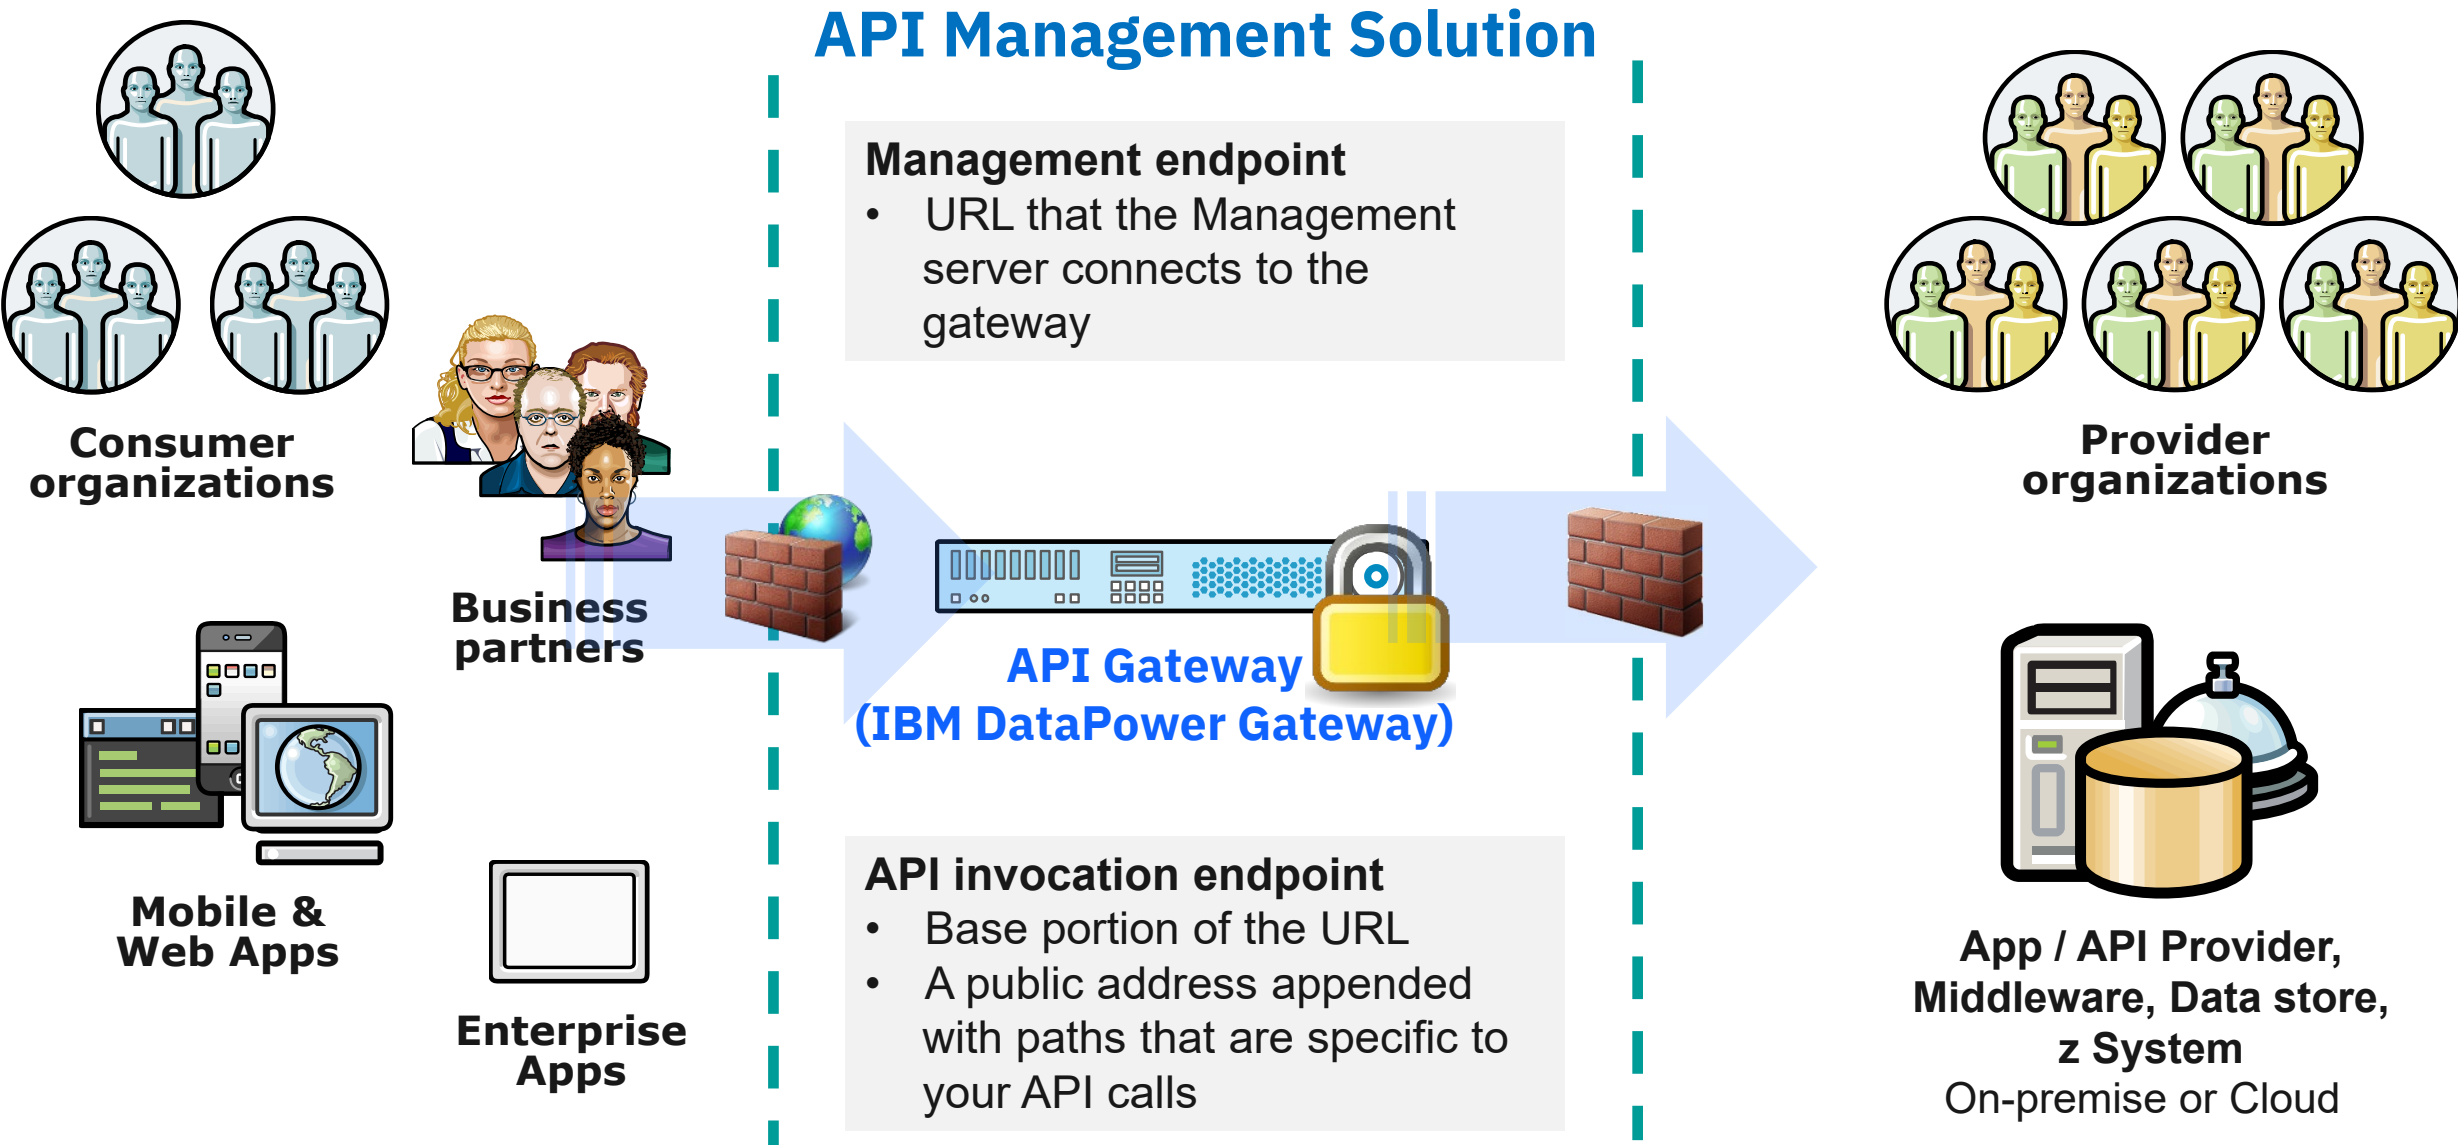 API Management Solution
Consumer
organizations
Business
partners
Mobile &
Web Apps
Enterprise
Apps
Management endpoint
• URL that the Management
server connects to the
gateway
API Gateway
(IBM DataPower Gateway)
API invocation endpoint
• Base portion of the URL
• A public address appended
with paths that are specific to
your API calls
Provider
organizations
App / API Provider,
Middleware, Data store,
z System
On-premise or Cloud